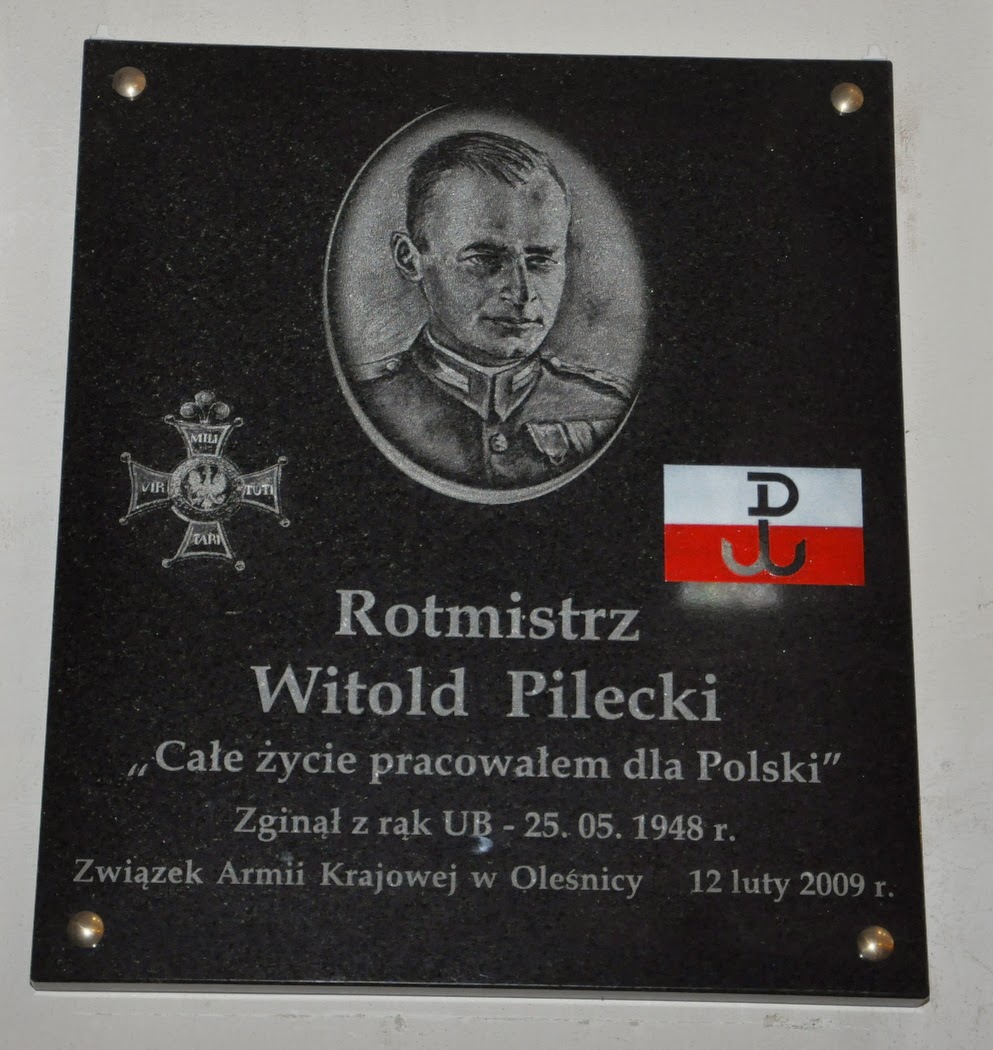 MILI
VIR TUTI
TARI
Rotmistrz
Witold Pilecki
„Całe życie pracowałem dla Polski”
Zginął z rąk UB - 25. 05. 1948 r.
Związek Armii Krajowej w Oleśnicy 12 luty 2009 r.